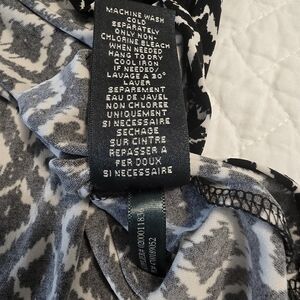 MACHINE WASH
COLD
SEPARATELY
ONLY NON-
CHLORINE BLEACH
WHEN NEEDED
HANG TO DRY
COOL IRON
IF NEEDED/
LAVAGE A 30°
LAVER
SEPAREMENT
EAU DE JAVEL
NON CHLOREE
UNIQUEMENT
SI NECESSAIRE
SECHAGE
SUR CINTRE
REPASSER A
FER DOUX
SI NECESSAIRE